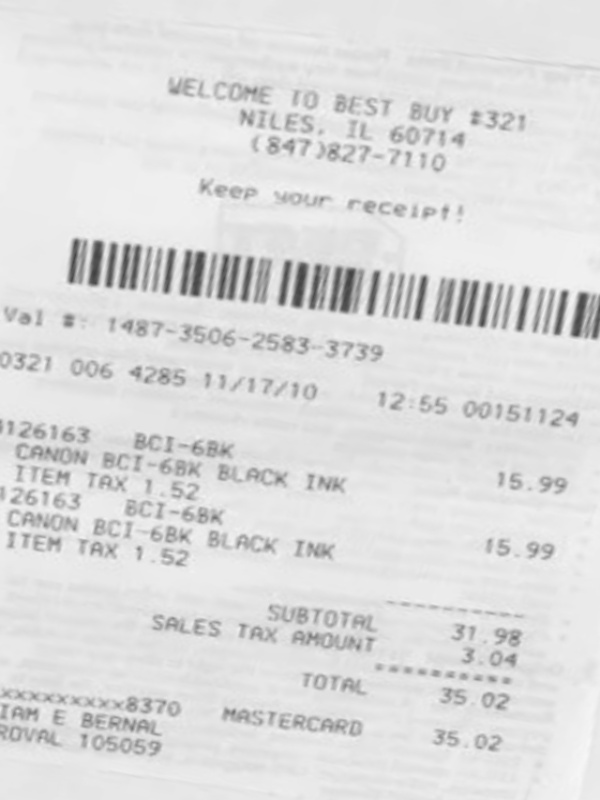 WELCOME TO BEST BUY #321
NILES, IL 60714
(847)827-7110
Keep your receipt!
Val #: 1487-3506-2583-3739
0321 006 4285 11/17/10 12:55 00151124
4126163 BCI-6BK
CANON BCI-6BK BLACK INK 15.99
ITEM TAX 1.52
4126163 BCI-6BK
CANON BCI-6BK BLACK INK 15.99
ITEM TAX 1.52
SUBTOTAL 31.98
SALES TAX AMOUNT 3.04
TOTAL 35.02
xxxxxxxxx8370 MASTERCARD 35.02
IAM E BERNAL
ROVAL 105059